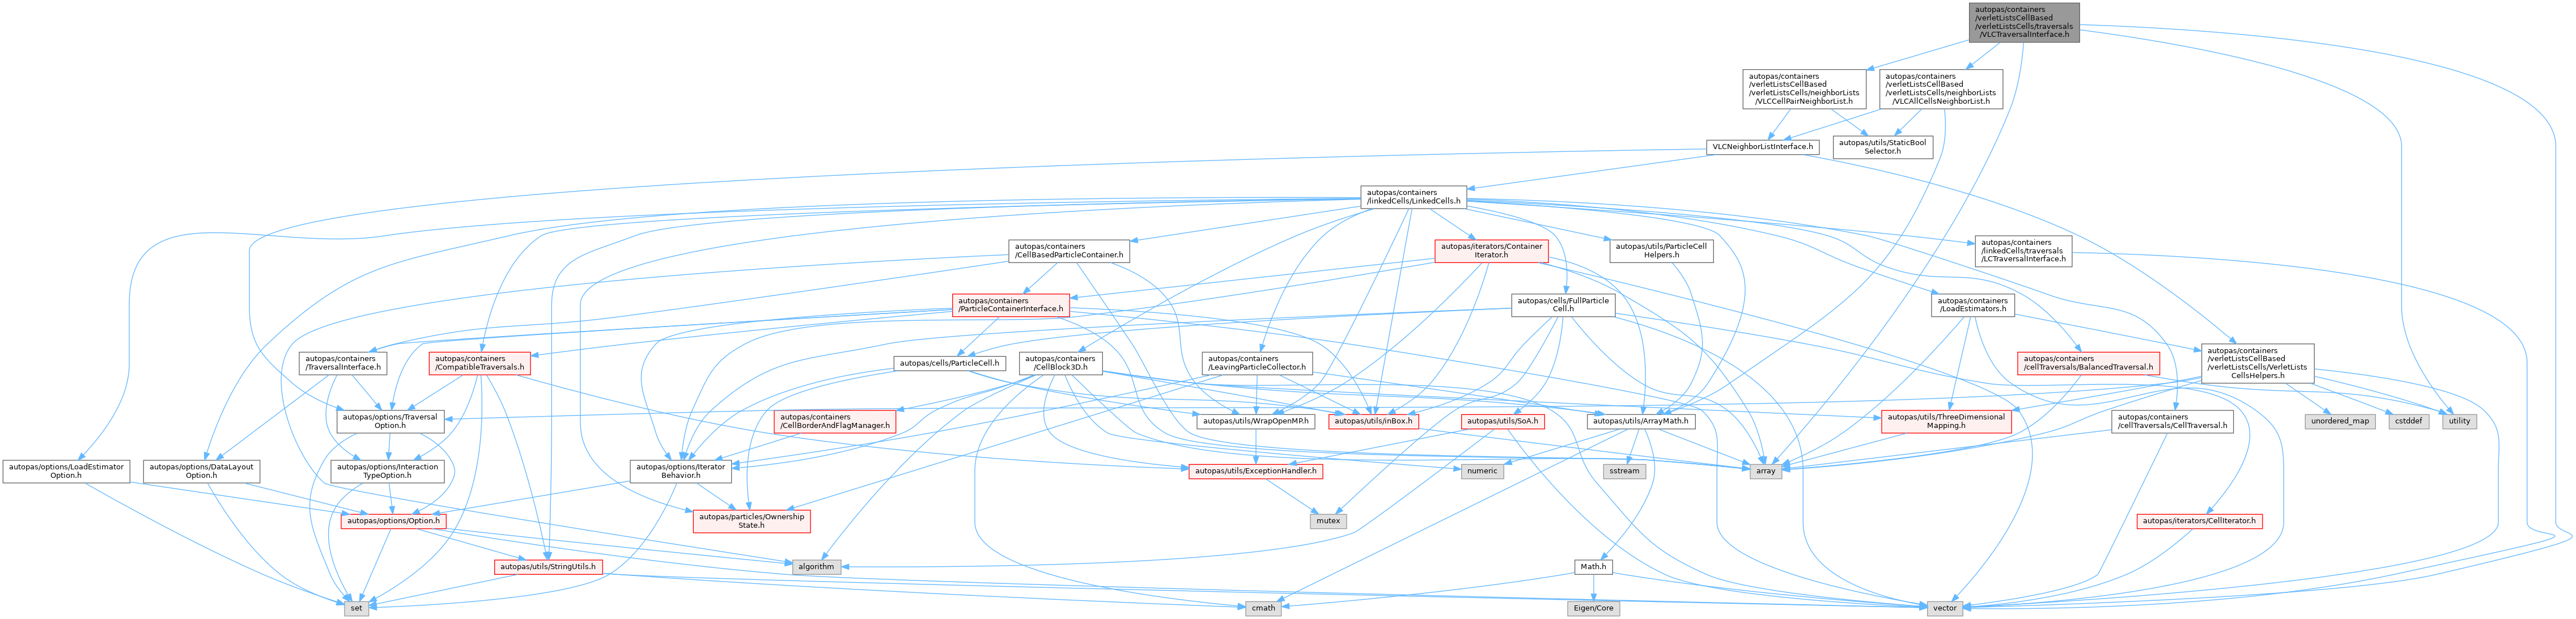 autopas/containers
/verletListsCellBased
/verletListsCells/traversals
/VLCTraversalInterface.h
autopas/containers
/verletListsCellBased
/verletListsCells/neighborLists
/VLCCellPairNeighborList.h
autopas/containers
/verletListsCellBased
/verletListsCells/neighborLists
/VLCAllCellsNeighborList.h
VLCNeighborListInterface.h
autopas/utils/StaticBool
Selector.h
autopas/containers
/linkedCells/LinkedCells.h
autopas/containers
/CellBasedParticleContainer.h
autopas/iterators/Container
Iterator.h
autopas/utils/ParticleCell
Helpers.h
autopas/containers
/linkedCells/traversals
/LCTraversalInterface.h
autopas/containers
/ParticleContainerInterface.h
autopas/cells/FullParticle
Cell.h
autopas/containers
/LoadEstimators.h
autopas/containers
/TraversalInterface.h
autopas/containers
/CompatibleTraversals.h
autopas/cells/ParticleCell.h
autopas/containers
/CellBlock3D.h
autopas/containers
/LeavingParticleCollector.h
autopas/containers
/cellTraversals/BalancedTraversal.h
autopas/containers
/verletListsCellBased
/verletListsCells/VerletLists
CellsHelpers.h
autopas/options/Traversal
Option.h
autopas/containers
/CellBorderAndFlagManager.h
autopas/utils/WrapOpenMP.h
autopas/utils/inBox.h
autopas/utils/SoA.h
autopas/utils/ArrayMath.h
autopas/utils/ThreeDimensional
Mapping.h
autopas/containers
/cellTraversals/CellTraversal.h
unordered_map
cstddef
utility
autopas/options/LoadEstimator
Option.h
autopas/options/DataLayout
Option.h
autopas/options/Interaction
TypeOption.h
autopas/options/Iterator
Behavior.h
autopas/utils/ExceptionHandler.h
numeric
sstream
array
autopas/options/Option.h
autopas/particles/Ownership
State.h
mutex
autopas/iterators/CellIterator.h
autopas/utils/StringUtils.h
algorithm
Math.h
set
cmath
Eigen/Core
vector